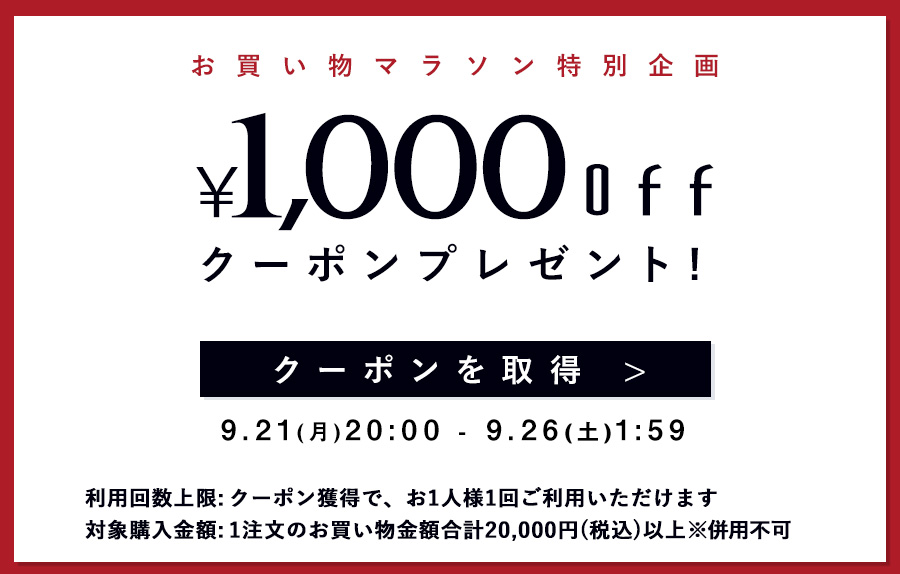 お買い物マラソン特別企画
¥1,000 Off
クーポンプレゼント!
クーポンを取得 >
9.21(月)20:00 - 9.26(土)1:59
利用回数上限: クーポン獲得で、お1人様1回ご利用いただけます
対象購入金額: 1注文のお買い物金額合計20,000円(税込)以上※併用不可